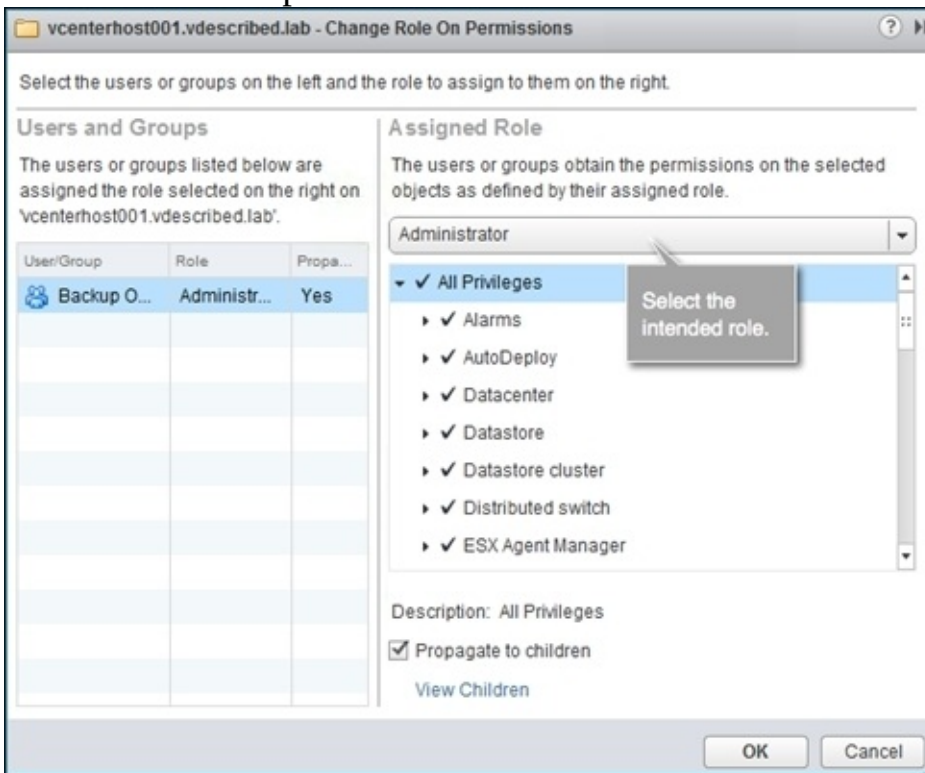 vcenterhost001.vdescribed.lab - Change Role On Permissions
Select the users or groups on the left and the role to assign to them on the right.
Users and Groups
The users or groups listed below are
assigned the role selected on the right on
'vcenterhost001.vdescribed.lab'.
User/Group Role Propa...
Backup O... Administr... Yes
Assigned Role
The users or groups obtain the permissions on the selected
objects as defined by their assigned role.
Administrator
Select the
intended role.
All Privileges
Alarms
AutoDeploy
Datacenter
Datastore
Datastore cluster
Distributed switch
ESX Agent Manager
Description: All Privileges
Propagate to children
View Children
OK Cancel